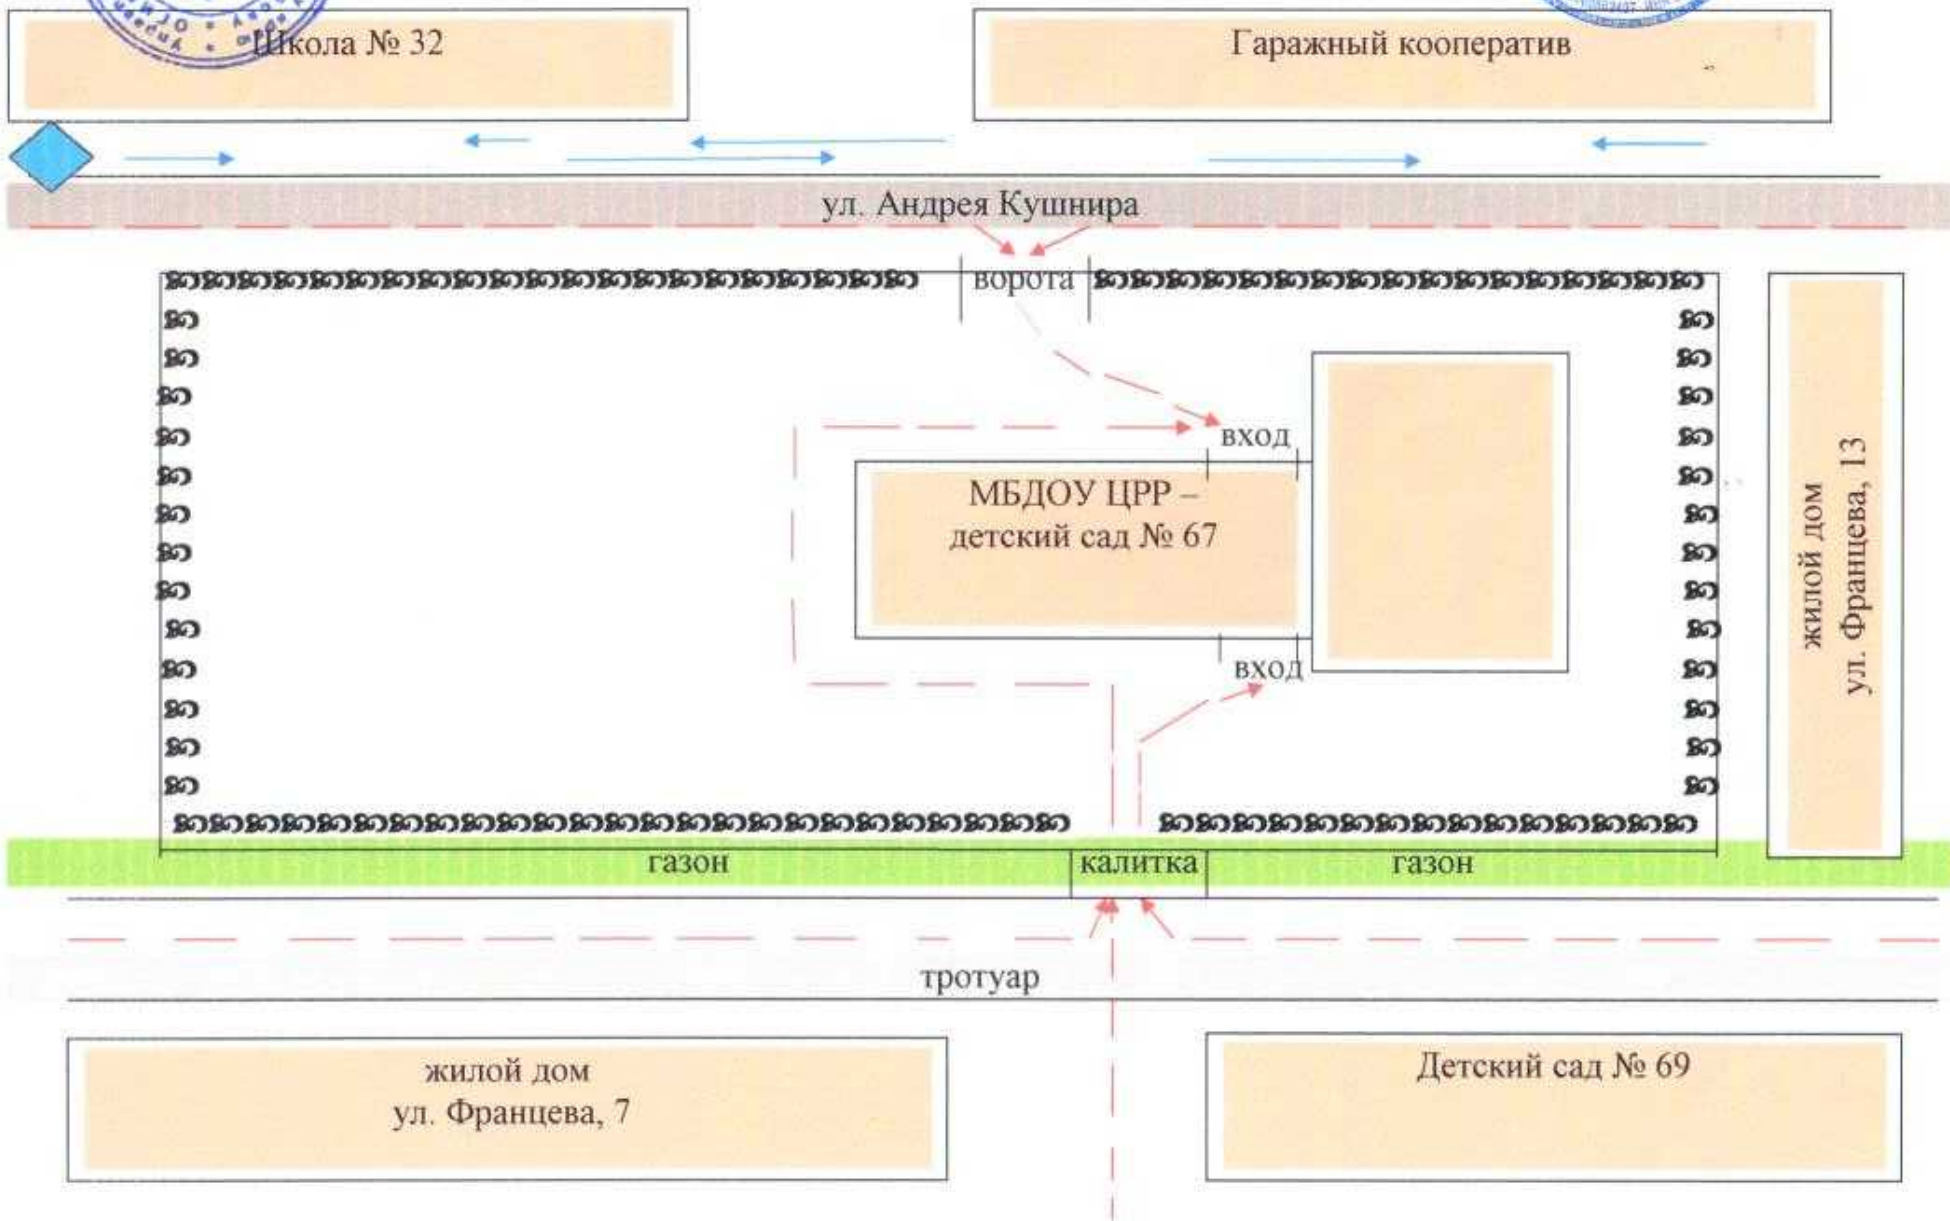 Школа № 32
Гаражный кооператив
ул. Андрея Кушнира
ворота
вход
МБДОУ ЦРР –
детский сад № 67
вход
жилой дом
ул. Францева, 13
газон
калитка
газон
тротуар
жилой дом
ул. Францева, 7
Детский сад № 69